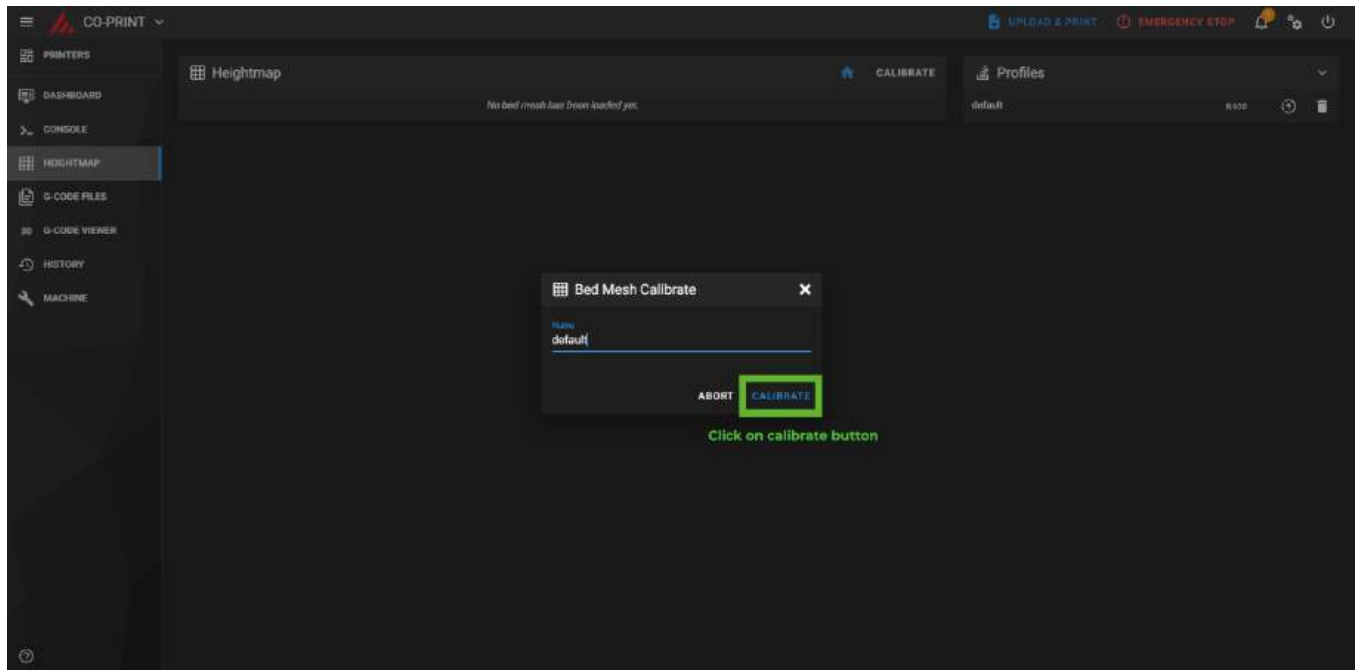 CO-PRINT
UPLOAD & PRINT
EMERGENCY STOP
PRINTERS
DASHBOARD
CONSOLE
HEIGHTMAP
G-CODE FILES
G-CODE VIEWER
HISTORY
MACHINE
Heightmap
CALIBRATE
No bed mesh has been loaded yet.
Profiles
default
Bed Mesh Calibrate
Name
default
ABORT CALIBRATE
Click on calibrate button